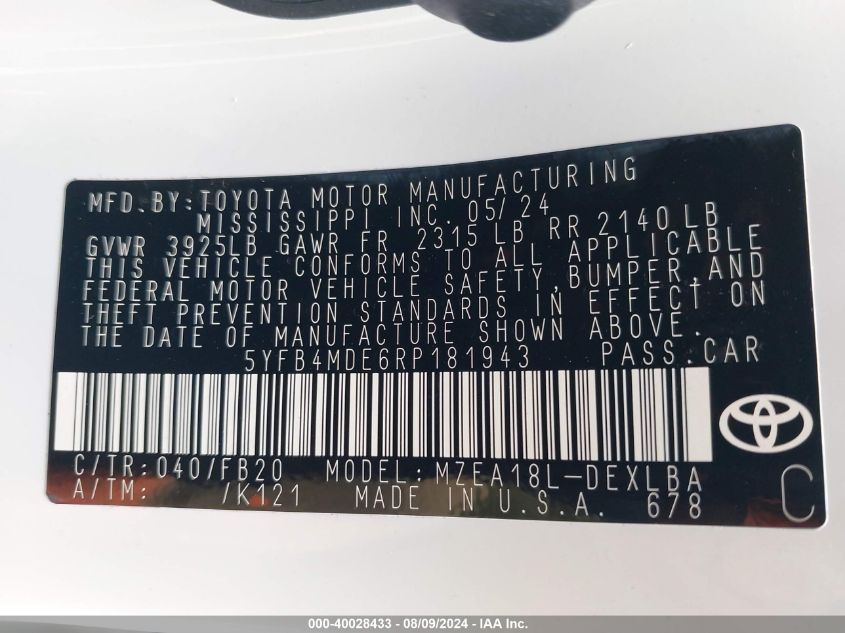 MFD.BY:TOYOTA MOTOR MANUFACTURING
MISSISSIPPI INC. 05/24
GVWR 3925LB GAWR FR 2315 LB RR 2140 LB
THIS VEHICLE CONFORMS TO ALL APPLICABLE
FEDERAL MOTOR VEHICLE SAFETY,BUMPER,AND
THEFT PREVENTION STANDARDS IN EFFECT ON
THE DATE OF MANUFACTURE SHOWN ABOVE.
5YFB4MDE6RP181943 PASS.CAR
C/TR:040/FB20 MODEL:MZEA18L-DEXLBA
A/TM: /K121 MADE IN U.S.A. 678 C
000-40028433 - 08/09/2024 - IAA Inc.